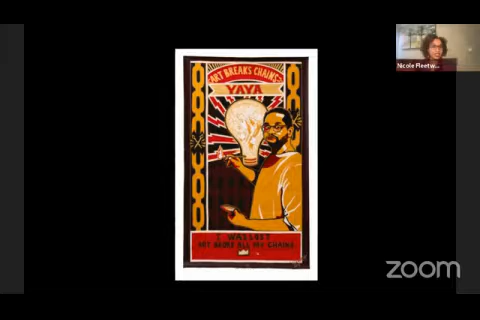 Nicole Fleetw...
ART BREAKS CHAINS
YAYA
I WAS LOST
ART BROKE ALL MY CHAINS
zoom